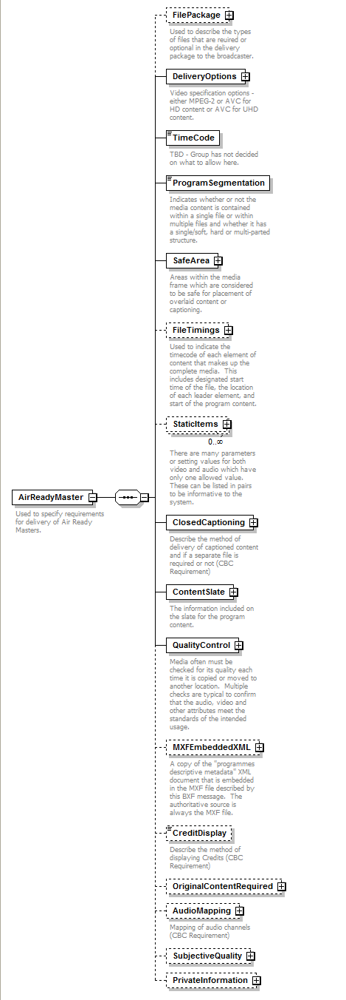 FilePackage
Used to describe the types
of files that are reuired or
optional in the delivery
package to the broadcaster.
DeliveryOptions
Video specification options -
either MPEG-2 or AVC for
HD content or AVC for UHD
content.
TimeCode
TBD - Group has not decided
on what to allow here.
ProgramSegmentation
Indicates whether or not the
media content is contained
within a single file or within
multiple files and whether it has
a single/soft, hard or multi-parted
structure.
SafeArea
Areas within the media
frame which are considered
to be safe for placement of
overlaid content or
captioning.
FileTimings
Used to indicate the
timecode of each element of
content that makes up the
complete media. This
includes designated start
time of the file, the location
of each leader element, and
start of the program content.
StaticItems
0..∞
There are many parameters
or setting values for both
video and audio which have
only one allowed value.
These can be listed in pairs
to be informative to the
system.
AirReadyMaster
Used to specify requirements
for delivery of Air Ready
Masters.
ClosedCaptioning
Describe the method of
delivery of captioned content
and if a separate file is
required or not (CBC
Requirement)
ContentSlate
The information included on
the slate for the program
content.
QualityControl
Media often must be
checked for its quality each
time it is copied or moved to
another location. Multiple
checks are typical to confirm
that the audio, video and
other attributes meet the
standards of the intended
usage.
MXFEmbeddedXML
A copy of the "programmes
descriptive metadata" XML
document that is embedded
in the MXF file described by
this BXF message. The
authoritative source is
always the MXF file.
CreditDisplay
Describe the method of
displaying Credits (CBC
Requirement)
OriginalContentRequired
AudioMapping
Mapping of audio channels
(CBC Requirement)
SubjectiveQuality
PrivateInformation